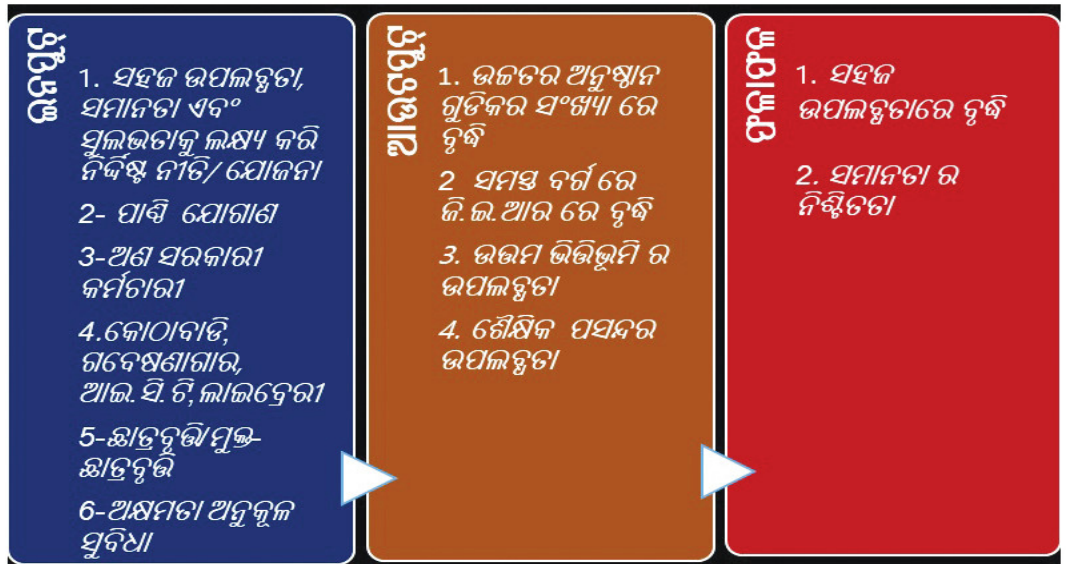 ଇନପୁଟ୍
1. ସହଜ ଉପଲବ୍ଧତା,
ସମାନତା ଏବଂ
ସୁଲଭତାକୁ ଲକ୍ଷ୍ୟ କରି
ନିର୍ଦ୍ଦିଷ୍ଟ ନୀତି/ ଯୋଜନା
2- ପାଣ୍ଠି ଯୋଗାଣ
3-ଅଣ ସରକାରୀ
କର୍ମଚାରୀ
4.କୋଠାବାଡି,
ଗବେଷଣାଗାର,
ଆଇ.ସି.ଟି,ଲାଇବ୍ରେରୀ
5-ଛାତ୍ରବୃତ୍ତି/ମୁକ୍ତ-
ଛାତ୍ରବୃତ୍ତି
6-ଅକ୍ଷମତା ଅନୁକୂଳ
ସୁବିଧା
ଆଉଟପୁଟ୍
1. ଉଚ୍ଚତର ଅନୁଷ୍ଠାନ
ଗୁଡିକର ସଂଖ୍ୟା ରେ
ବୃଦ୍ଧି
2 ସମସ୍ତ ବର୍ଗ ରେ
ଜି.ଇ.ଆର ରେ ବୃଦ୍ଧି
3. ଉତ୍ତମ ଭିତ୍ତିଭୂମି ର
ଉପଲବ୍ଧତା
4. ଶୈକ୍ଷିକ ପସନ୍ଦର
ଉପଲବ୍ଧତା
ଫଳାଫଳ
1. ସହଜ
ଉପଲବ୍ଧତାରେ ବୃଦ୍ଧି
2. ସମାନତା ର
ନିଶ୍ଚିତତା